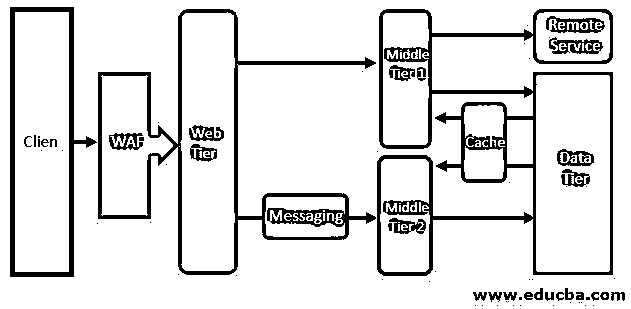 Clien
WAF
Web
Tier
Messaging
Middle
Tier 1
Middle
Tier 2
Cache
Remote
Service
Data
Tier
www.educba.com